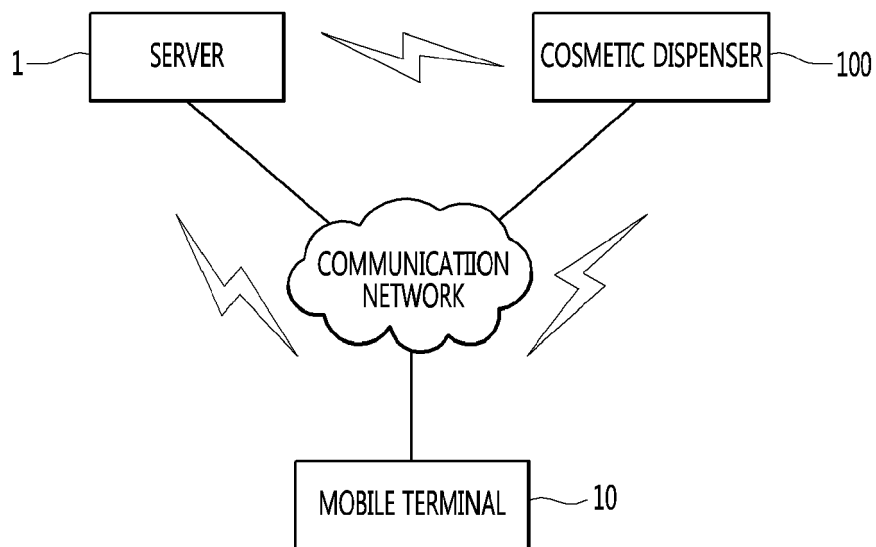 1
SERVER
COSMETIC DISPENSER
100
COMMUNICATIION
NETWORK
MOBILE TERMINAL
10